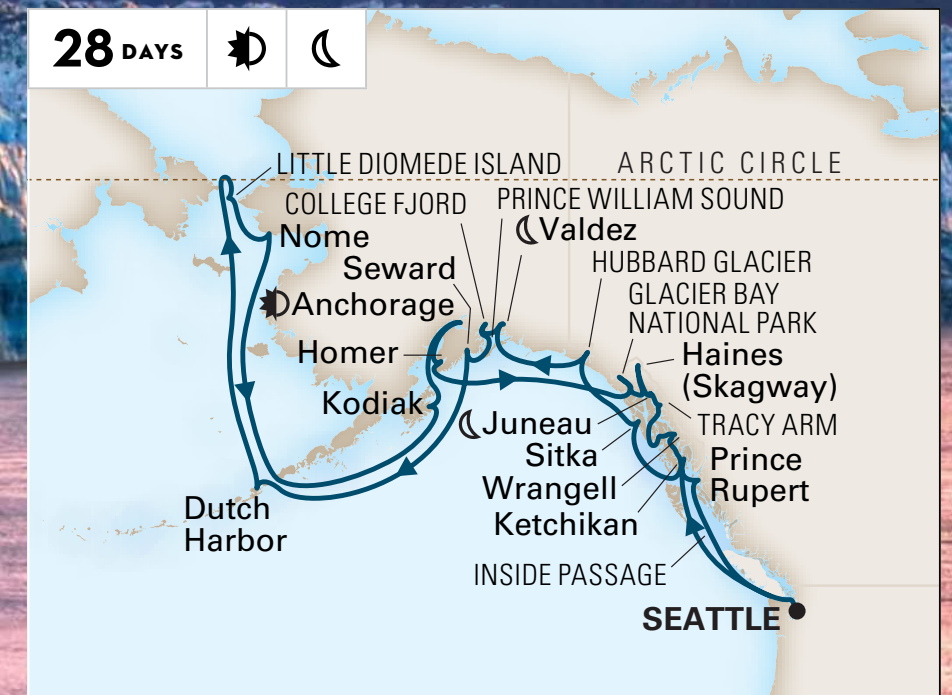 28 DAYS
LITTLE DIOMEDE ISLAND
ARCTIC CIRCLE
COLLEGE FJORD
PRINCE WILLIAM SOUND
Nome
Valdez
Seward
HUBBARD GLACIER
Anchorage
GLACIER BAY
NATIONAL PARK
Homer
Haines
(Skagway)
Kodiak
Juneau
TRACY ARM
Sitka
Prince
Rupert
Wrangell
Ketchikan
Dutch
Harbor
INSIDE PASSAGE
SEATTLE